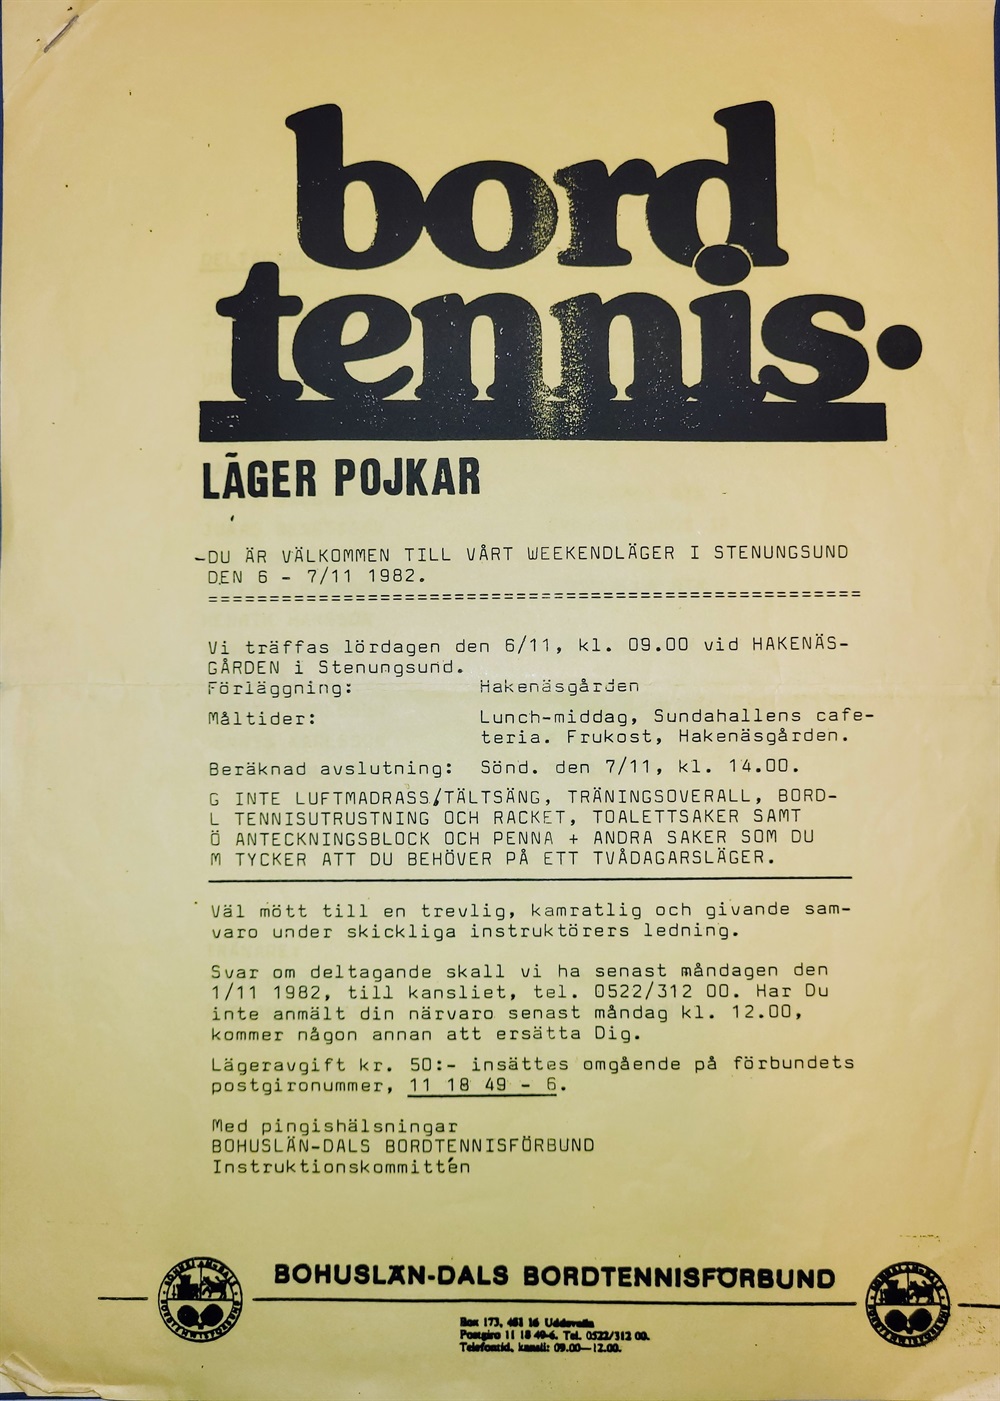 bord
tennis.
LÄGER POJKAR
-DU ÄR VÄLKOMMEN TILL VÅRT WEEKENDLÄGER I STENUNGSUND
DEN 6 - 7/11 1982.
=====================================================
Vi träffas lördagen den 6/11, kl. 09.00 vid HAKENÄS-
GÅRDEN i Stenungsund.
Förläggning: Hakenäsgården
Måltider: Lunch-middag, Sundahallens cafe-
teria. Frukost, Hakenäsgården.
Beräknad avslutning: Sönd. den 7/11, kl. 14.00.
G INTE LUFTMADRASS/TÄLTSÄNG, TRÄNINGSOVERALL, BORD-
L TENNISUTRUSTNING OCH RACKET, TOALETTSAKER SAMT
Ö ANTECKNINGSBLOCK OCH PENNA + ANDRA SAKER SOM DU
M TYCKER ATT DU BEHÖVER PÅ ETT TVÅDAGARSLÄGER.
Väl mött till en trevlig, kamratlig och givande sam-
varo under skickliga instruktörers ledning.
Svar om deltagande skall vi ha senast måndagen den
1/11 1982, till kansliet, tel. 0522/312 00. Har Du
inte anmält din närvaro senast måndag kl. 12.00,
kommer någon annan att ersätta Dig.
Lägeravgift kr. 50:- insättes omgående på förbundets
postgironummer, 11 18 49 - 6.
Med pingishälsningar
BOHUSLÄN-DALS BORDTENNISFÖRBUND
Instruktionskommittén
BOHUSLÄN-DALS BORDTENNISFÖRBUND
Box 173, 451 16 Uddevalla
Postgiro 11 18 49-6. Tel. 0522/312 00.
Telefontid, kansli: 09.00—12.00.